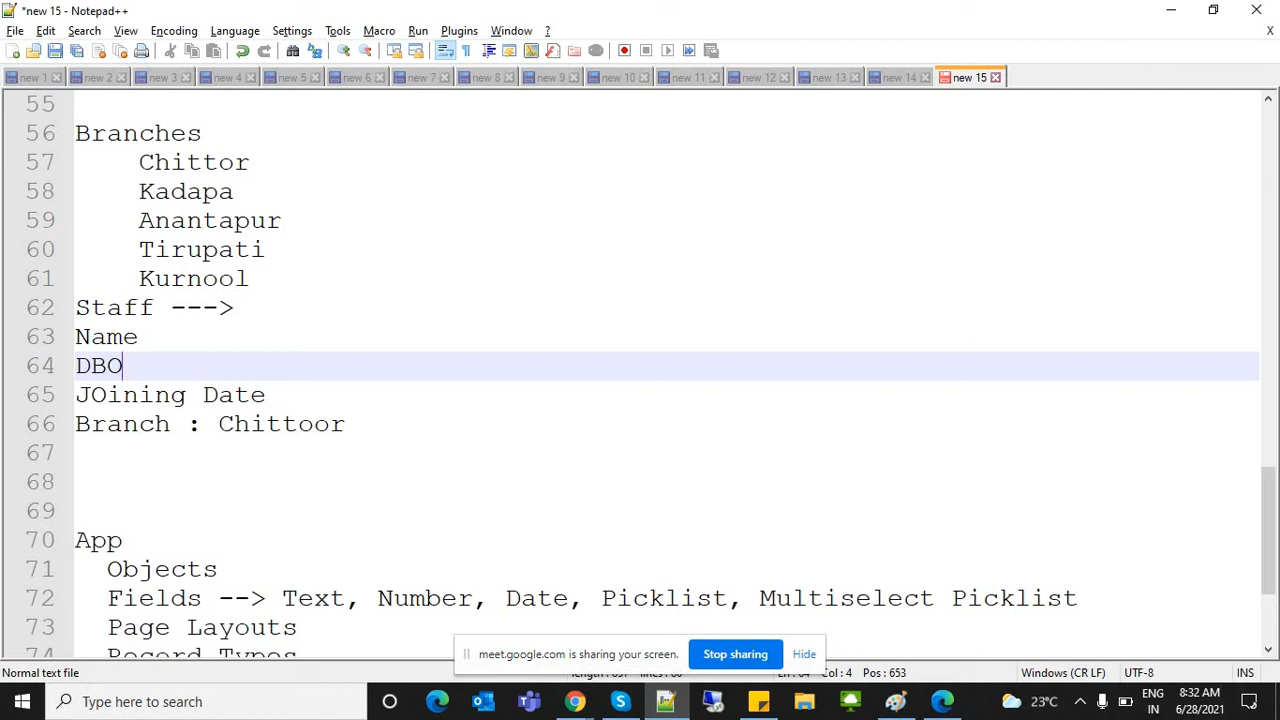 *new 15 - Notepad++
File Edit Search View Encoding Language Settings Tools Macro Run Plugins Window ? X
new 1 new 2 new 3 new 4 new 5 new 6 new 7 new 8 new 9 new 10 new 11 new 12 new 13 new 14 new 15
55
56 Branches
57 Chittor
58 Kadapa
59 Anantapur
60 Tirupati
61 Kurnool
62 Staff --->
63 Name
64 DBO
65 JOining Date
66 Branch : Chittoor
67
68
69
70 App
71 Objects
72 Fields --> Text, Number, Date, Picklist, Multiselect Picklist
73 Page Layouts
74 Record Types
meet.google.com is sharing your screen. Stop sharing Hide
Normal text file Col : 4 Pos : 653 Windows (CR LF) UTF-8 INS
Type here to search 23°C ENG IN 8:32 AM 6/28/2021